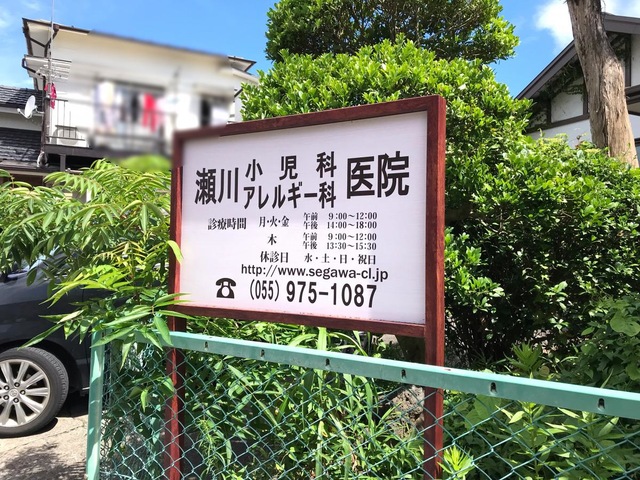 瀬川 小児科 アレルギー科 医院
診療時間 月・火・金 午前 9:00~12:00
午後 14:00~18:00
木 午前 9:00~12:00
午後 13:30~15:30
休診日 水・土・日・祝日
http://www.segawa-cl.jp
☎ (055) 975-1087